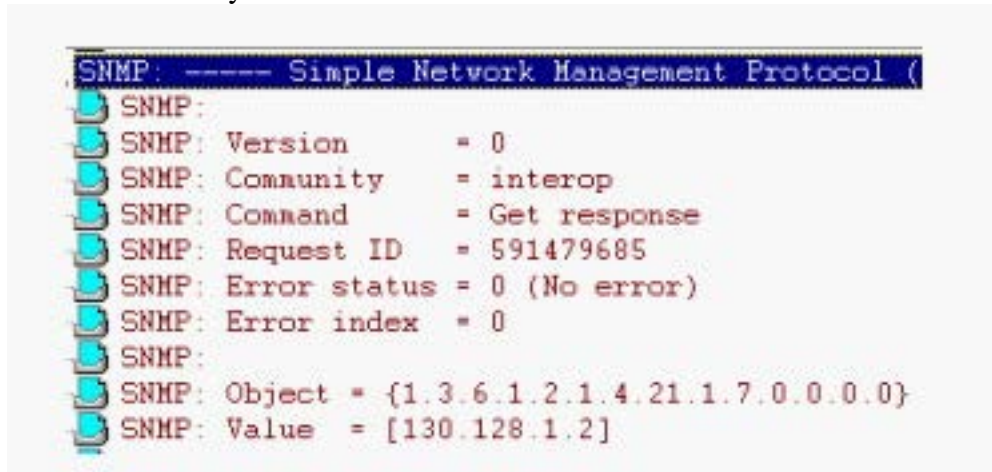 SNMP: ----- Simple Network Management Protocol (
SNMP:
SNMP: Version = 0
SNMP: Community = interop
SNMP: Command = Get response
SNMP: Request ID = 591479685
SNMP: Error status = 0 (No error)
SNMP: Error index = 0
SNMP:
SNMP: Object = {1.3.6.1.2.1.4.21.1.7.0.0.0.0}
SNMP: Value = [130.128.1.2]